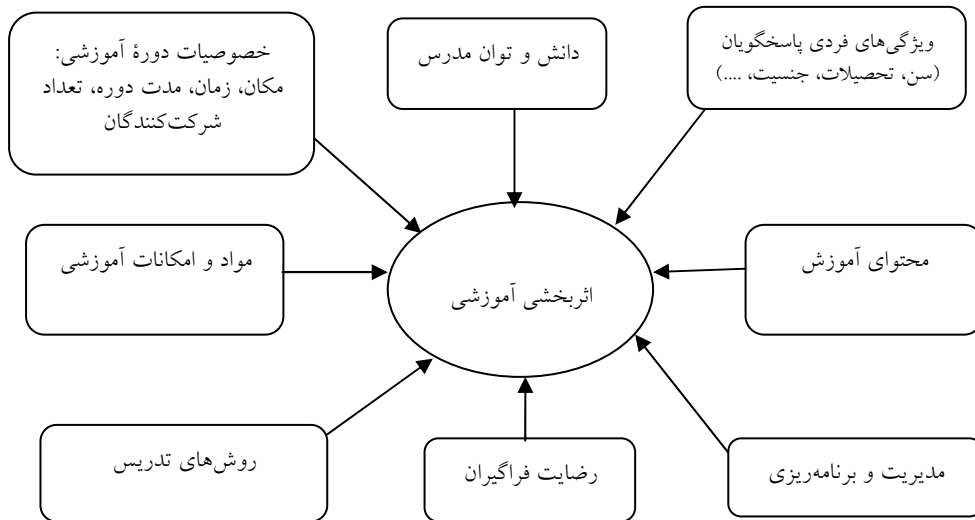 ویژگی‌های فردی پاسخگویان
(سن، تحصیلات، جنسیت، ....)
دانش و توان مدرس
خصوصیات دورهٔ آموزشی:
مکان، زمان، مدت دوره، تعداد
شرکت‌کنندگان
محتوای آموزش
اثربخشی آموزشی
مواد و امکانات آموزشی
مدیریت و برنامه‌ریزی
رضایت فراگیران
روش‌های تدریس